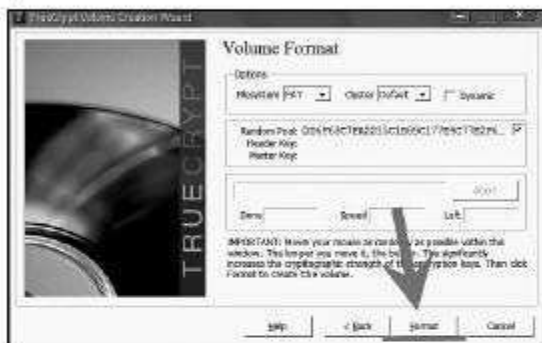 TrueCrypt Volume Creation Wizard
TRUECRYPT
Volume Format
Options
Filesystem FAT Cluster Default Dynamic
Random Pool:
Header Key:
Master Key:
Abort
Done Speed Left
IMPORTANT: Move your mouse as randomly as possible within this
window. The longer you move it, the better. This significantly
increases the cryptographic strength of the encryption keys. Then click
Format to create the volume.
Help < Back Format Cancel